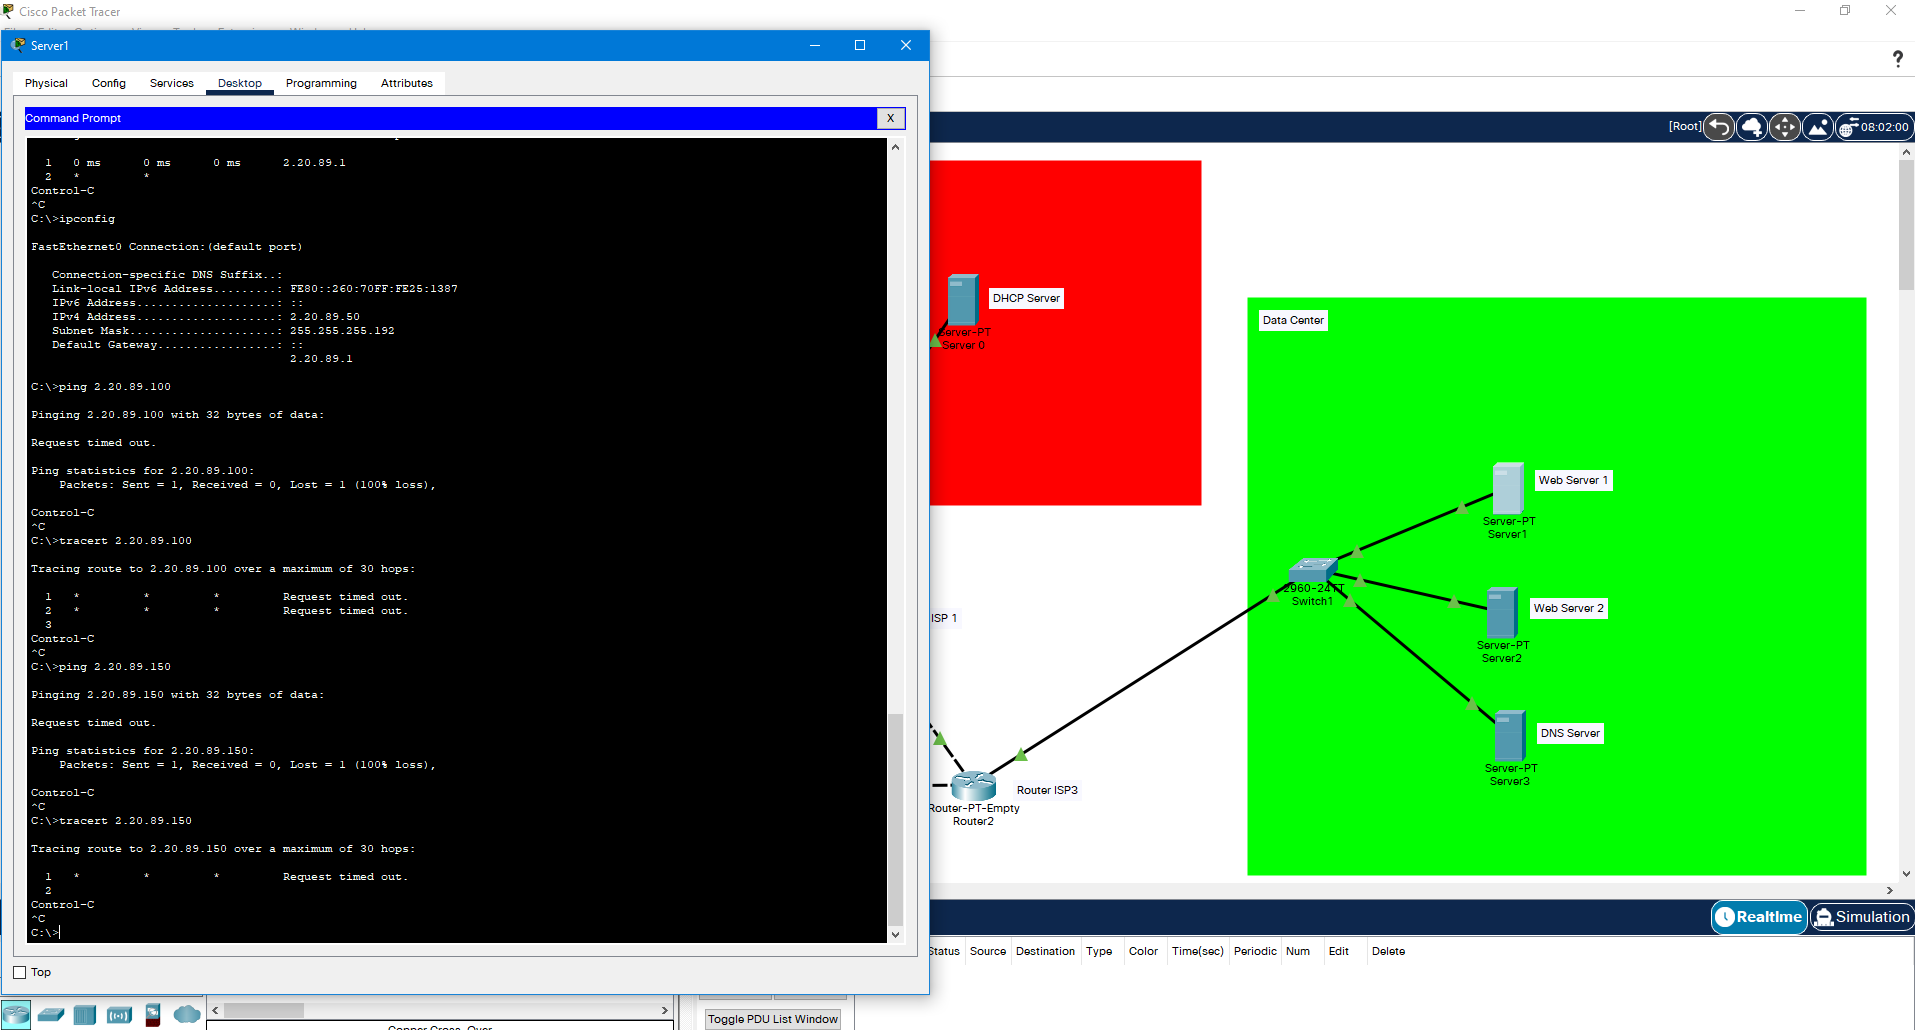 Cisco Packet Tracer
Server1
Physical Config Services Desktop Programming Attributes
Command Prompt X
1 0 ms 0 ms 0 ms 2.20.89.1
2 * *
Control-C
^C
C:\>ipconfig
FastEthernet0 Connection:(default port)
Connection-specific DNS Suffix..:
Link-local IPv6 Address.........: FE80::260:70FF:FE25:1387
IPv6 Address....................: ::
IPv4 Address....................: 2.20.89.50
Subnet Mask.....................: 255.255.255.192
Default Gateway.................: ::
2.20.89.1
C:\>ping 2.20.89.100
Pinging 2.20.89.100 with 32 bytes of data:
Request timed out.
Ping statistics for 2.20.89.100:
Packets: Sent = 1, Received = 0, Lost = 1 (100% loss),
Control-C
^C
C:\>tracert 2.20.89.100
Tracing route to 2.20.89.100 over a maximum of 30 hops:
1 * * * Request timed out.
2 * * * Request timed out.
3
Control-C
^C
C:\>ping 2.20.89.150
Pinging 2.20.89.150 with 32 bytes of data:
Request timed out.
Ping statistics for 2.20.89.150:
Packets: Sent = 1, Received = 0, Lost = 1 (100% loss),
Control-C
^C
C:\>tracert 2.20.89.150
Tracing route to 2.20.89.150 over a maximum of 30 hops:
1 * * * Request timed out.
2
Control-C
^C
C:\>
Top
?
[Root] 08:02:00
DHCP Server
Server-PT
Server 0
Data Center
Web Server 1
Server-PT
Server1
2960-24TT
Switch1
Web Server 2
Server-PT
Server2
DNS Server
Server-PT
Server3
ISP 1
Router ISP3
Router-PT-Empty
Router2
Realtime Simulation
Status Source Destination Type Color Time(sec) Periodic Num Edit Delete
Toggle PDU List Window
Copper Cross-Over